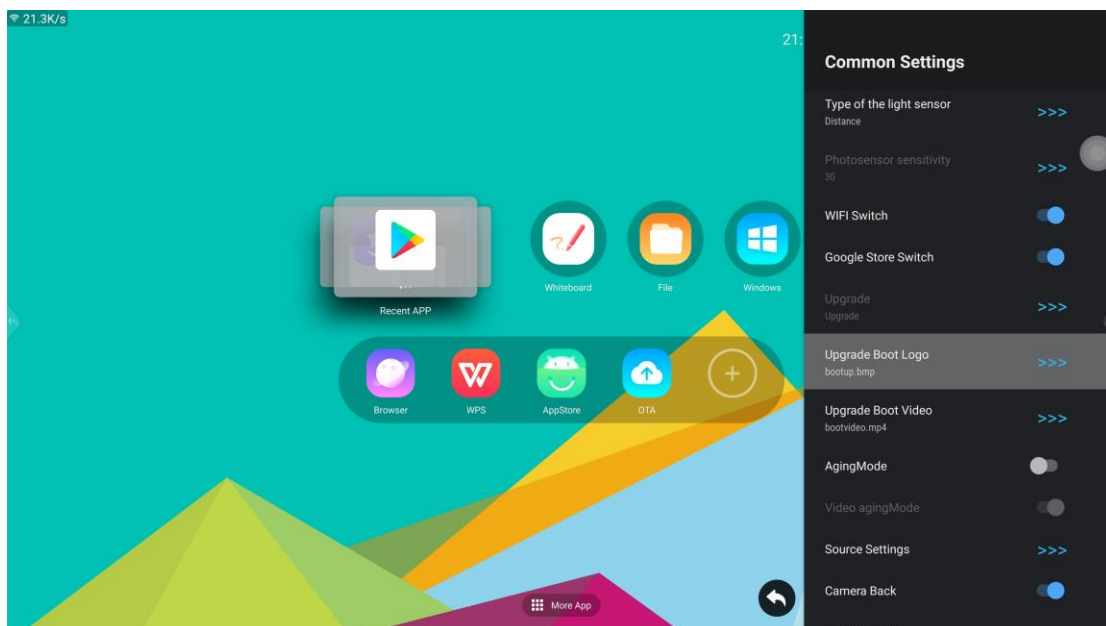 21.3K/s
21:
Recent APP
Whiteboard
File
Windows
Browser
WPS
AppStore
OTA
More App
Common Settings
Type of the light sensor
Distance
>>>
Photosensor sensitivity
30
>>>
WIFI Switch
Google Store Switch
Upgrade
Upgrade
>>>
Upgrade Boot Logo
bootup.bmp
>>>
Upgrade Boot Video
bootvideo.mp4
>>>
AgingMode
Video agingMode
Source Settings
>>>
Camera Back